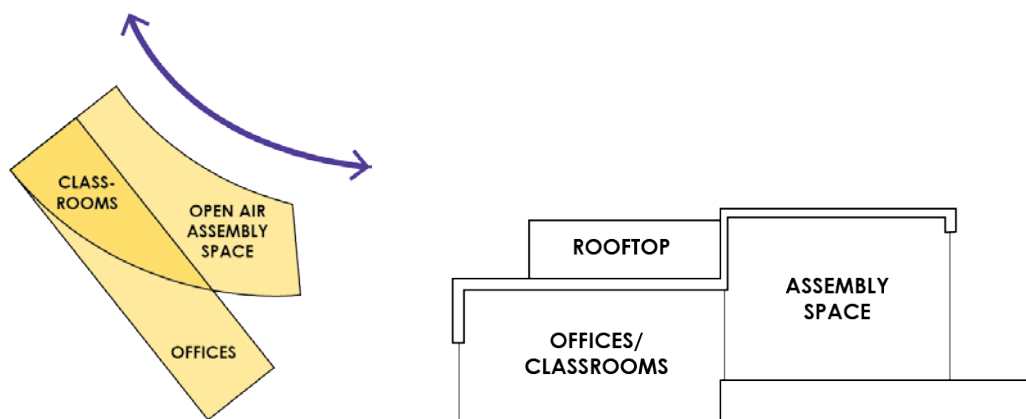 CLASS-
ROOMS
OPEN AIR
ASSEMBLY
SPACE
OFFICES
ROOFTOP
OFFICES/
CLASSROOMS
ASSEMBLY
SPACE